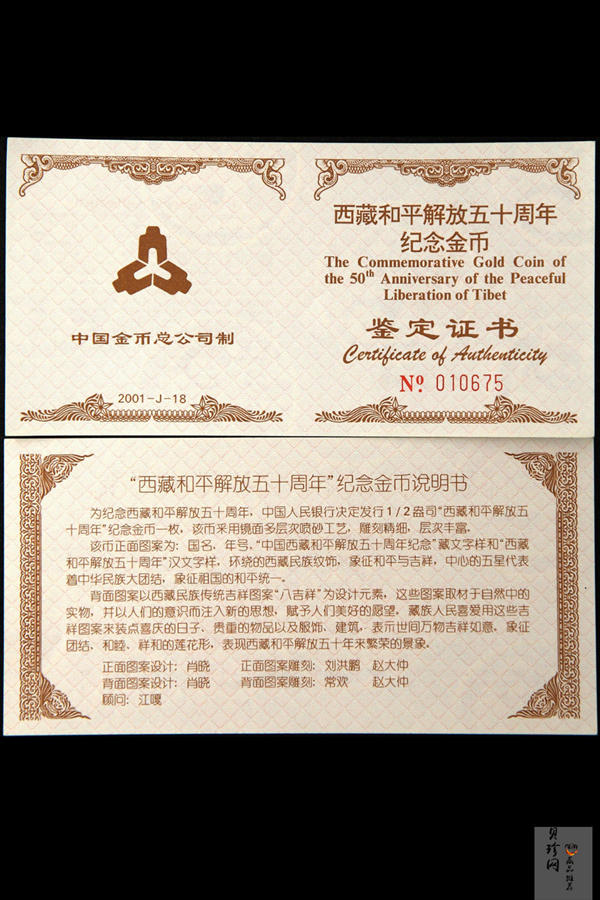 中国金币总公司制
2001-J-18
西藏和平解放五十周年
纪念金币
The Commemorative Gold Coin of
the 50th Anniversary of the Peaceful
Liberation of Tibet
鉴定证书
Certificate of Authenticity
Nº 010675
“西藏和平解放五十周年”纪念金币说明书
为纪念西藏和平解放五十周年，中国人民银行决定发行1/2盎司“西藏和平解放五
十周年”纪念金币一枚，该币采用镜面多层次喷砂工艺，雕刻精细，层次丰富。
该币正面图案为：国名，年号，“中国西藏和平解放五十周年纪念”藏文字样和“西藏
和平解放五十周年”汉文字样，环绕的西藏民族纹饰，象征和平与吉祥，中心的五星代表
着中华民族大团结，象征祖国的和平统一。
背面图案以西藏民族传统吉祥图案“八吉祥”为设计元素，这些图案取材于自然中的
实物，并以人们的意识而注入新的思想，赋予人们美好的愿望，藏族人民喜爱用这些吉
祥图案来装点喜庆的日子、贵重的物品以及服饰、建筑，表示世间万物吉祥如意，象征
团结、和睦、祥和的莲花形，表现西藏和平解放五十年来繁荣的景象。
正面图案设计：肖晓 正面图案雕刻：刘洪鹏 赵大仲
背面图案设计：肖晓 背面图案雕刻：常欢 赵大仲
顾问：江嘎
贝珍网